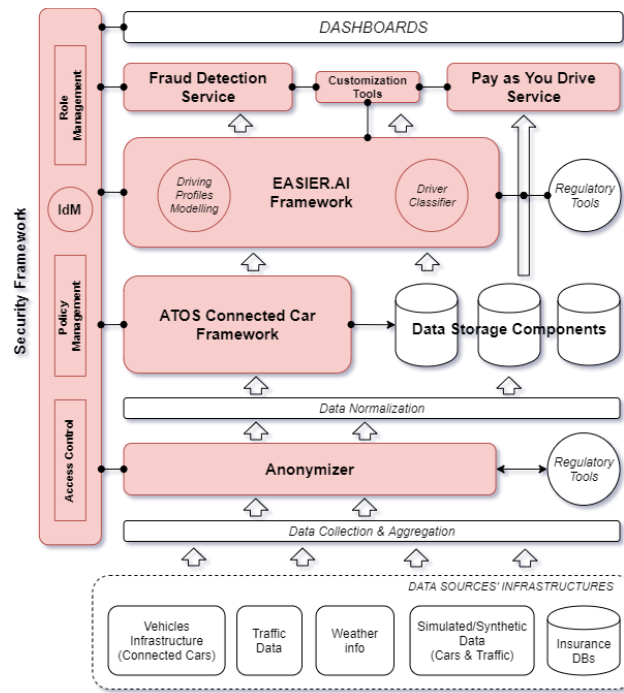 DASHBOARDS
Fraud Detection
Service
Customization
Tools
Pay as You Drive
Service
Role
Management
Driving
Profiles
Modelling
EASIER.AI
Framework
Driver
Classifier
Regulatory
Tools
IdM
Security Framework
Policy
Management
ATOS Connected Car
Framework
Data Storage Components
Data Normalization
Access Control
Anonymizer
Regulatory
Tools
Data Collection & Aggregation
DATA SOURCES' INFRASTRUCTURES
Vehicles
Infrastructure
(Connected Cars)
Traffic
Data
Weather
info
Simulated/Synthetic
Data
(Cars & Traffic)
Insurance
DBs